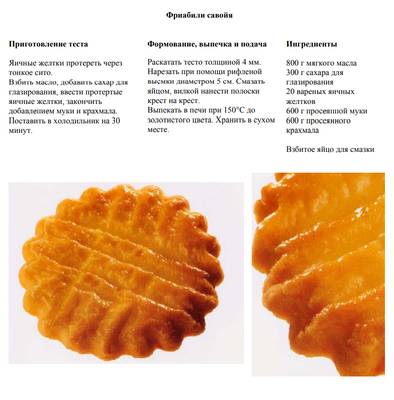 Фриабили савойя
Приготовление теста
Яичные желтки протереть через
тонкое сито.
Взбить масло, добавить сахар для
глазирования, ввести протертые
яичные желтки, закончить
добавлением муки и крахмала.
Поставить в холодильник на 30
минут.
Формование, выпечка и подача
Раскатать тесто толщиной 4 мм.
Нарезать при помощи рифленой
высмки диаметром 5 см. Смазать
яйцом, вилкой нанести полоски
крест на крест.
Выпекать в печи при 150°С до
золотистого цвета. Хранить в сухом
месте.
Ингредиенты
800 г мягкого масла
300 г сахара для
глазирования
20 вареных яичных
желтков
600 г просеянной муки
600 г просеянного
крахмала
Взбитое яйцо для смазки